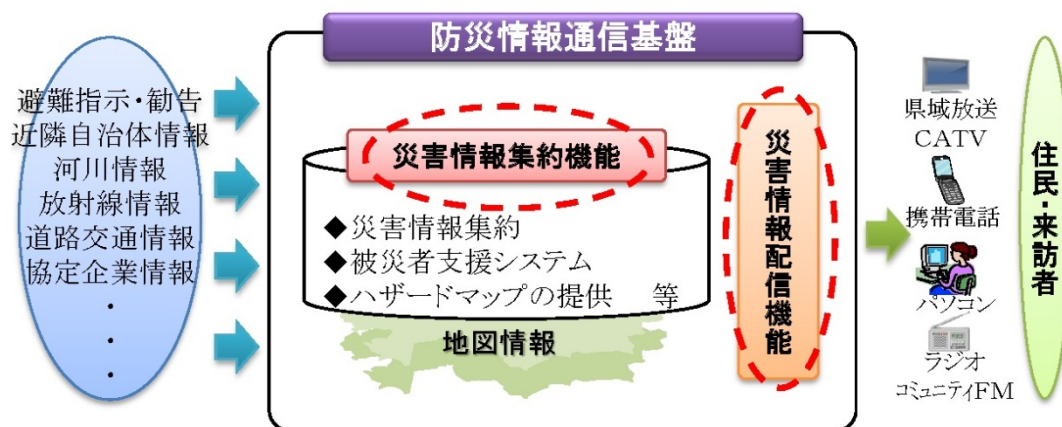 防災情報通信基盤
避難指示・勧告
近隣自治体情報
河川情報
放射線情報
道路交通情報
協定企業情報
・
・
・
災害情報集約機能
◆災害情報集約
◆被災者支援システム
◆ハザードマップの提供　等
地図情報
災害情報配信機能
県域放送
CATV
携帯電話
パソコン
ラジオ
コミュニティFM
住民・来訪者